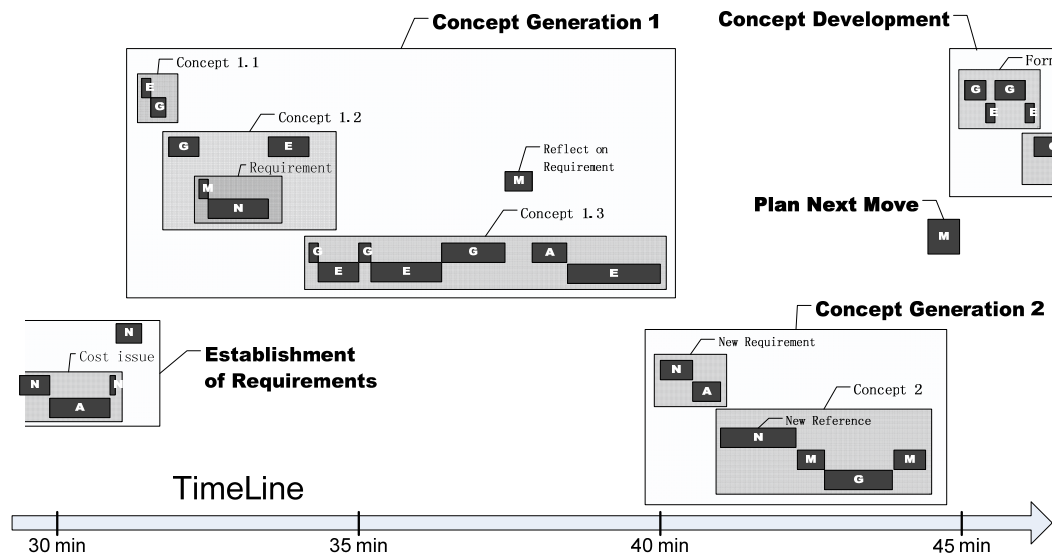 Concept Generation 1
Concept Development
Concept 1.1
E
G
Concept 1.2
G
E
Requirement
M
N
Reflect on
Requirement
M
Concept 1.3
G
G
G
A
E
E
E
G
G
E
E
Plan Next Move
M
Concept Generation 2
New Requirement
N
A
Concept 2
New Reference
N
M
M
G
N
Cost issue
N
N
A
Establishment
of Requirements
TimeLine
30 min
35 min
40 min
45 min